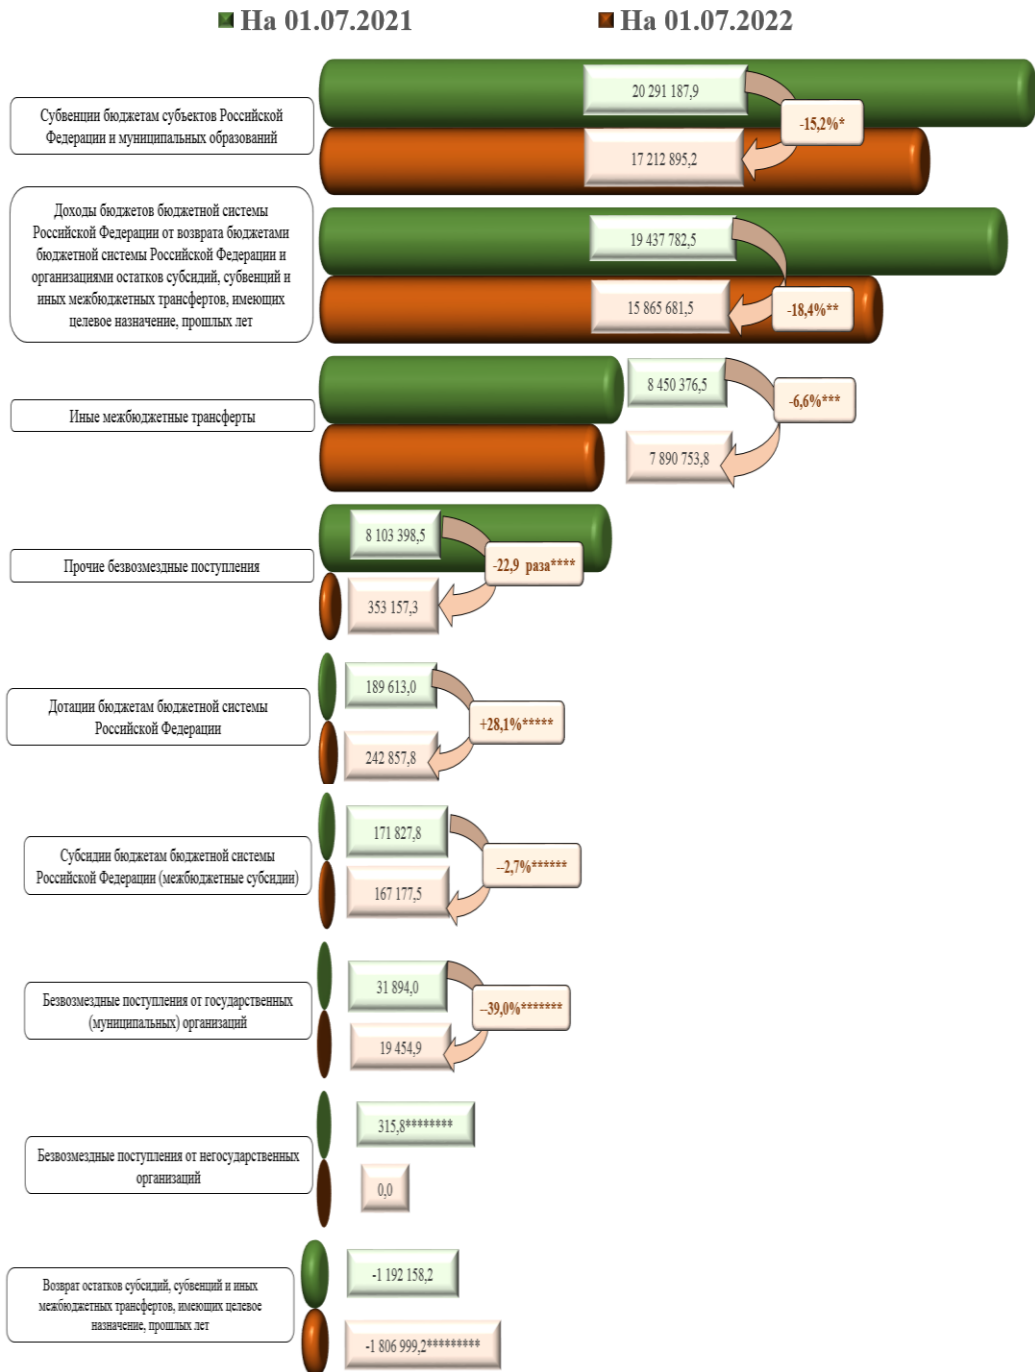 На 01.07.2021
На 01.07.2022
Субвенции бюджетам субъектов Российской
Федерации и муниципальных образований
20 291 187,9
-15,2%*
17 212 895,2
Доходы бюджетов бюджетной системы
Российской Федерации от возврата бюджетами
бюджетной системы Российской Федерации и
организациями остатков субсидий, субвенций и
иных межбюджетных трансфертов, имеющих
целевое назначение, прошлых лет
19 437 782,5
-18,4%**
15 865 681,5
Иные межбюджетные трансферты
8 450 376,5
-6,6%***
7 890 753,8
Прочие безвозмездные поступления
8 103 398,5
-22,9 раза****
353 157,3
Дотации бюджетам бюджетной системы
Российской Федерации
189 613,0
+28,1%*****
242 857,8
Субсидии бюджетам бюджетной системы
Российской Федерации (межбюджетные субсидии)
171 827,8
--2,7%******
167 177,5
Безвозмездные поступления от государственных
(муниципальных) организаций
31 894,0
--39,0%*******
19 454,9
Безвозмездные поступления от негосударственных
организаций
315,8********
0,0
Возврат остатков субсидий, субвенций и иных
межбюджетных трансфертов, имеющих целевое
назначение, прошлых лет
-1 192 158,2
-1 806 999,2*********